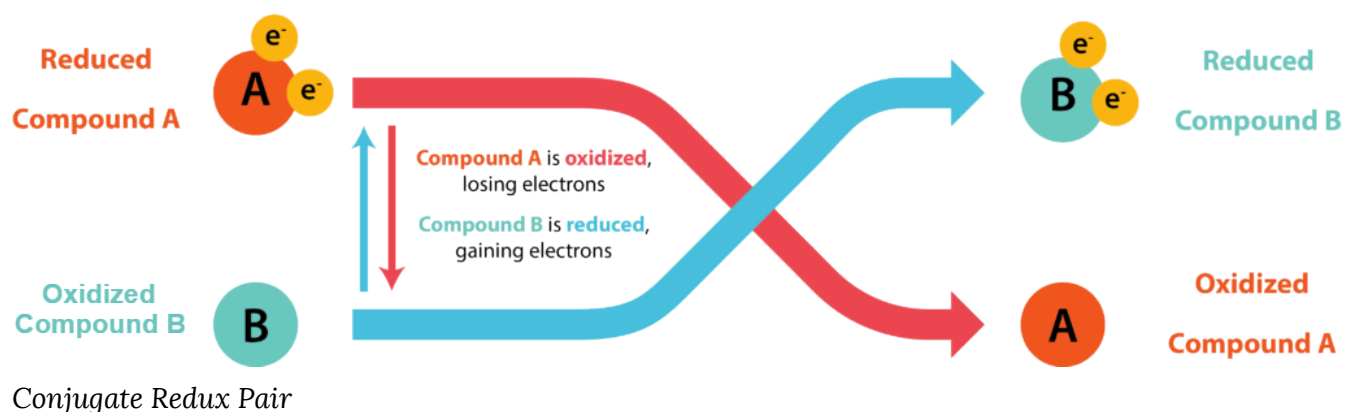 Reduced
Compound A
A
e-
e-
Compound A is oxidized,
losing electrons
Compound B is reduced,
gaining electrons
Oxidized
Compound B
B
B
e-
e-
Reduced
Compound B
A
Oxidized
Compound A
Conjugate Redux Pair